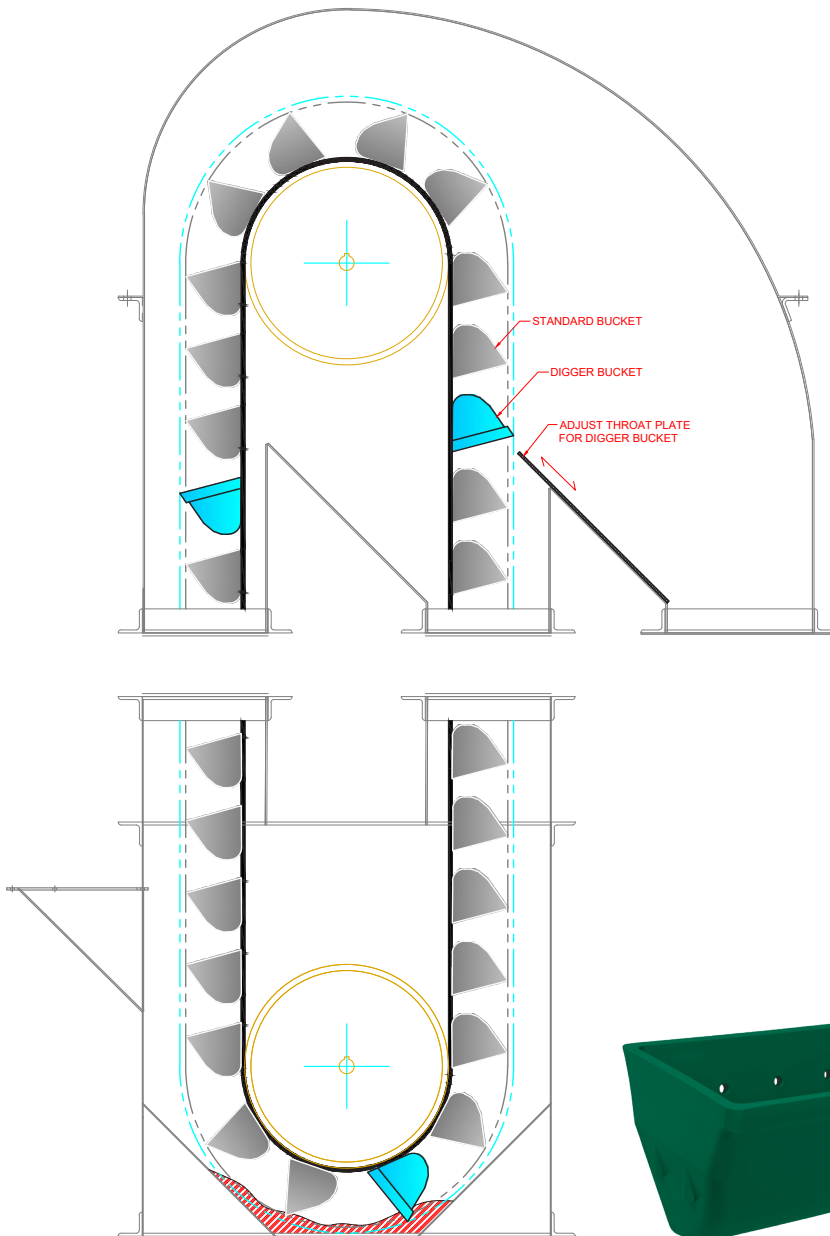 STANDARD BUCKET
DIGGER BUCKET
ADJUST THROAT PLATE
FOR DIGGER BUCKET